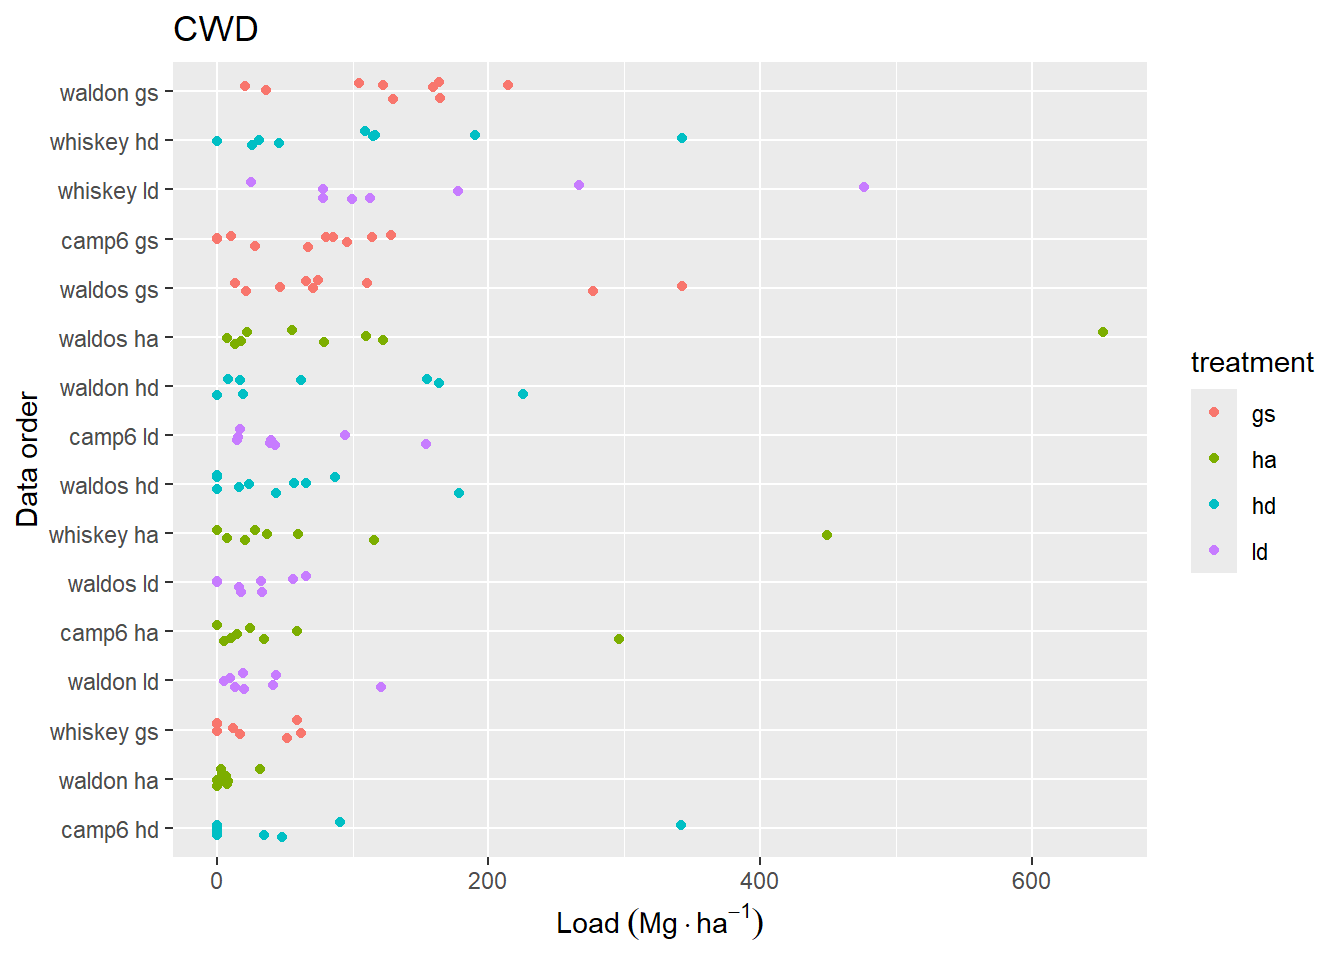 CWD
Data order
waldon gs
whiskey hd
whiskey ld
camp6 gs
waldos gs
waldos ha
waldon hd
camp6 ld
waldos hd
whiskey ha
waldos ld
camp6 ha
waldon ld
whiskey gs
waldon ha
camp6 hd
0 200 400 600
Load (Mg·ha⁻¹)
treatment
gs
ha
hd
ld